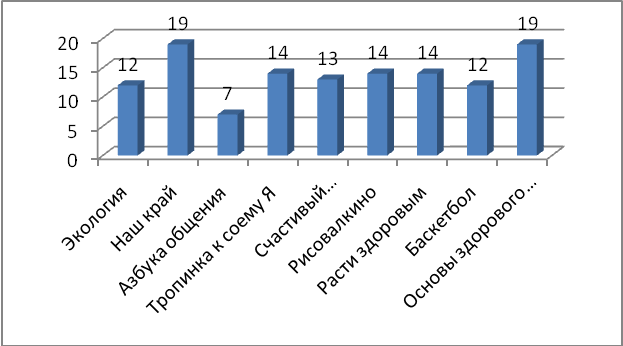 20
15
10
5
0
12
19
7
14
13
14
14
12
19
Экология
Наш край
Азбука общения
Тропинка к соему Я
Счастивый...
Рисовалкино
Расти здоровым
Баскетбол
Основы здорового...